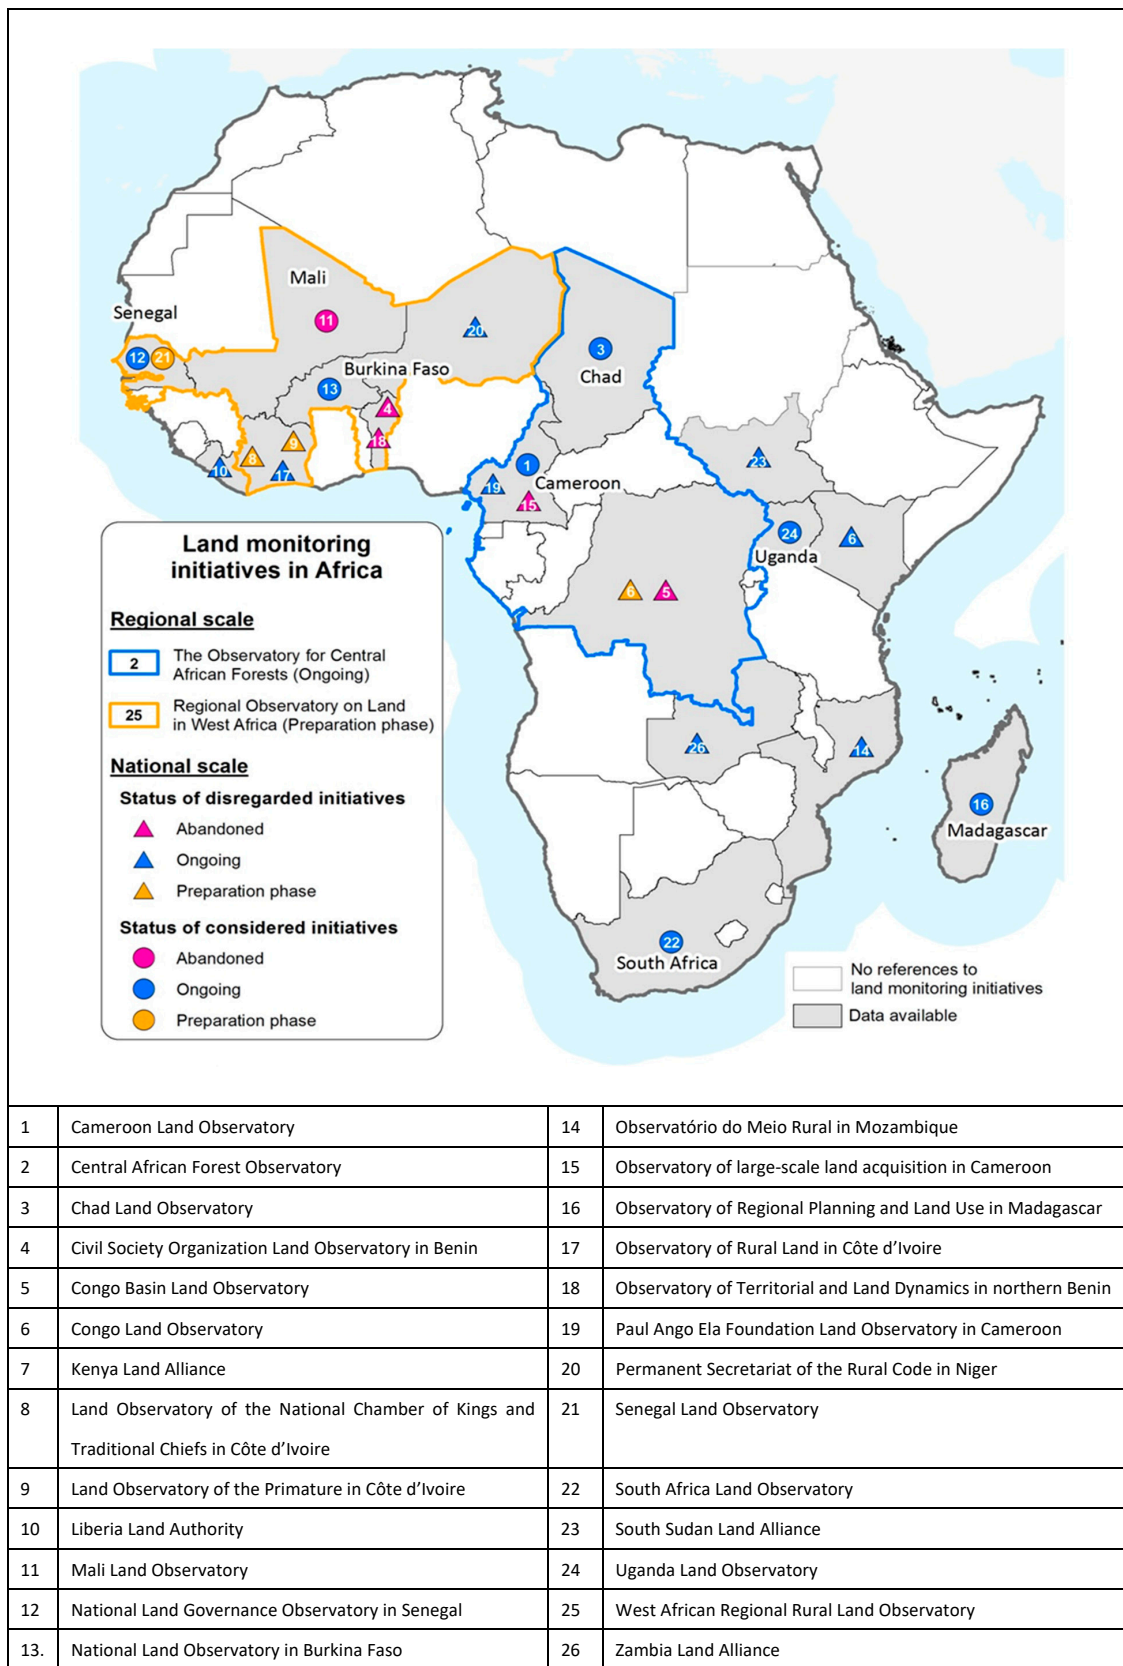 Mali
11
Senegal
20
12
21
Burkina Faso
3
Chad
13
4
18
9
8
10
17
1
Cameroon
19
15
23
24
Uganda
6
6
5
26
14
16
Madagascar
22
South Africa
Land monitoring
initiatives in Africa
Regional scale
2
The Observatory for Central
African Forests (Ongoing)
25
Regional Observatory on Land
in West Africa (Preparation phase)
National scale
Status of disregarded initiatives
Abandoned
Ongoing
Preparation phase
Status of considered initiatives
Abandoned
Ongoing
Preparation phase
No references to
land monitoring initiatives
Data available
1 Cameroon Land Observatory 14 Observatório do Meio Rural in Mozambique
2 Central African Forest Observatory 15 Observatory of large-scale land acquisition in Cameroon
3 Chad Land Observatory 16 Observatory of Regional Planning and Land Use in Madagascar
4 Civil Society Organization Land Observatory in Benin 17 Observatory of Rural Land in Côte d’Ivoire
5 Congo Basin Land Observatory 18 Observatory of Territorial and Land Dynamics in northern Benin
6 Congo Land Observatory 19 Paul Ango Ela Foundation Land Observatory in Cameroon
7 Kenya Land Alliance 20 Permanent Secretariat of the Rural Code in Niger
8 Land Observatory of the National Chamber of Kings and 21 Senegal Land Observatory
Traditional Chiefs in Côte d’Ivoire
9 Land Observatory of the Primature in Côte d’Ivoire 22 South Africa Land Observatory
10 Liberia Land Authority 23 South Sudan Land Alliance
11 Mali Land Observatory 24 Uganda Land Observatory
12 National Land Governance Observatory in Senegal 25 West African Regional Rural Land Observatory
13. National Land Observatory in Burkina Faso 26 Zambia Land Alliance